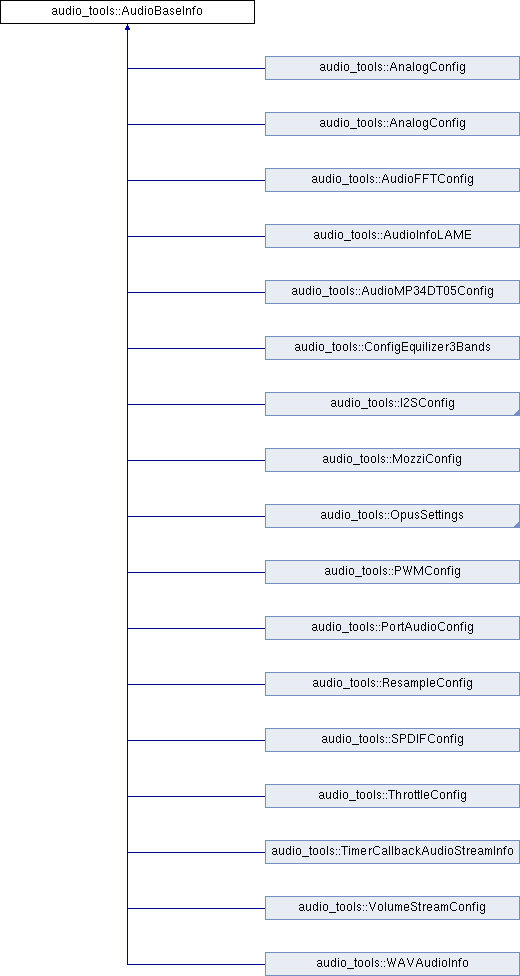 audio_tools::AudioBaseInfo
audio_tools::AnalogConfig
audio_tools::AnalogConfig
audio_tools::AudioFFTConfig
audio_tools::AudioInfoLAME
audio_tools::AudioMP34DT05Config
audio_tools::ConfigEquilizer3Bands
audio_tools::I2SConfig
audio_tools::MozziConfig
audio_tools::OpusSettings
audio_tools::PWMConfig
audio_tools::PortAudioConfig
audio_tools::ResampleConfig
audio_tools::SPDIFConfig
audio_tools::ThrottleConfig
audio_tools::TimerCallbackAudioStreamInfo
audio_tools::VolumeStreamConfig
audio_tools::WAVAudioInfo